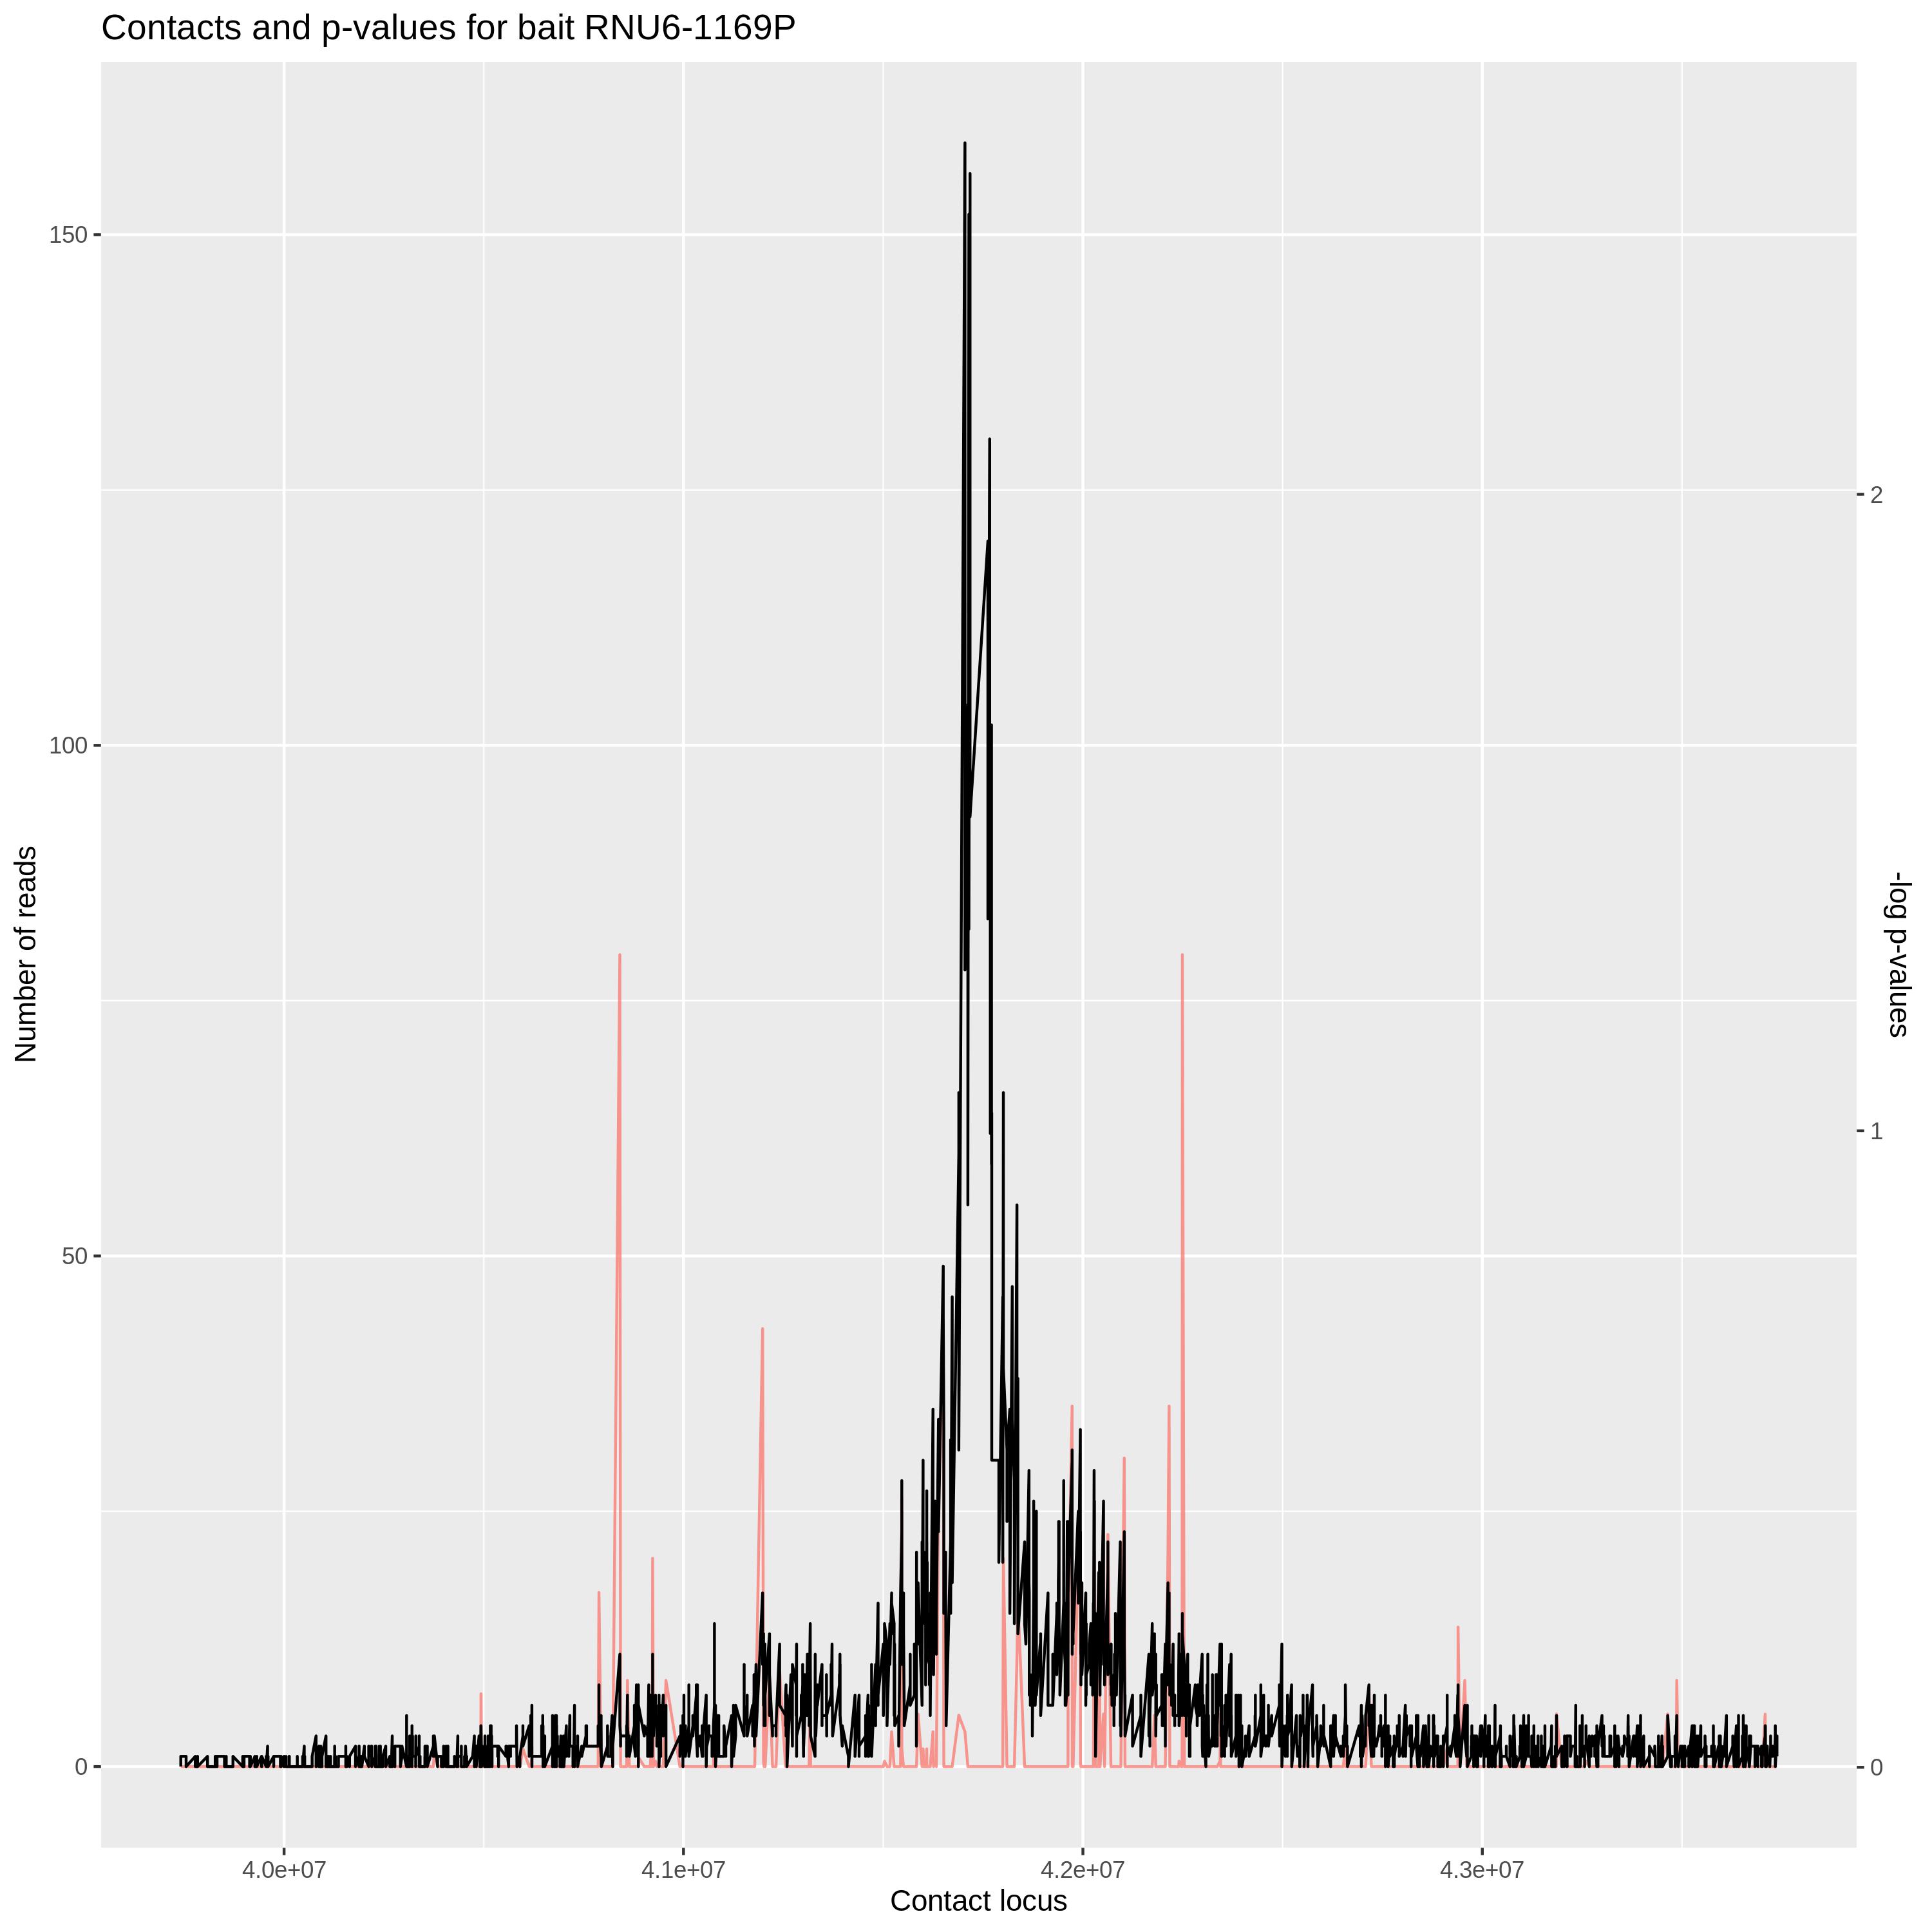 Contacts and p-values for bait RNU6-1169P
150
100
50
0
Number of reads
2
1
0
-log p-values
4.0e+07
4.1e+07
4.2e+07
4.3e+07
Contact locus